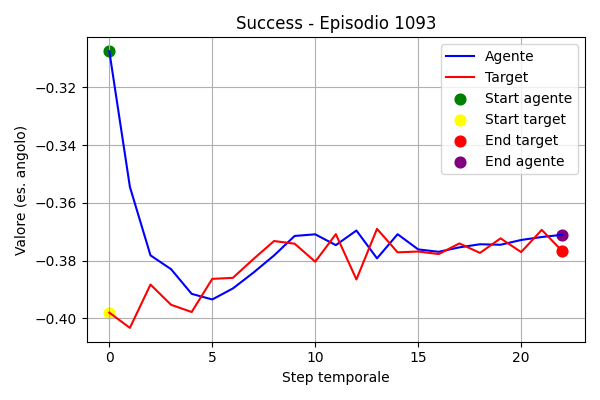 Success - Episodio 1093
Agente
Target
Start agente
Start target
End target
End agente
Valore (es. angolo)
−0.32
−0.34
−0.36
−0.38
−0.40
0
5
10
15
20
Step temporale